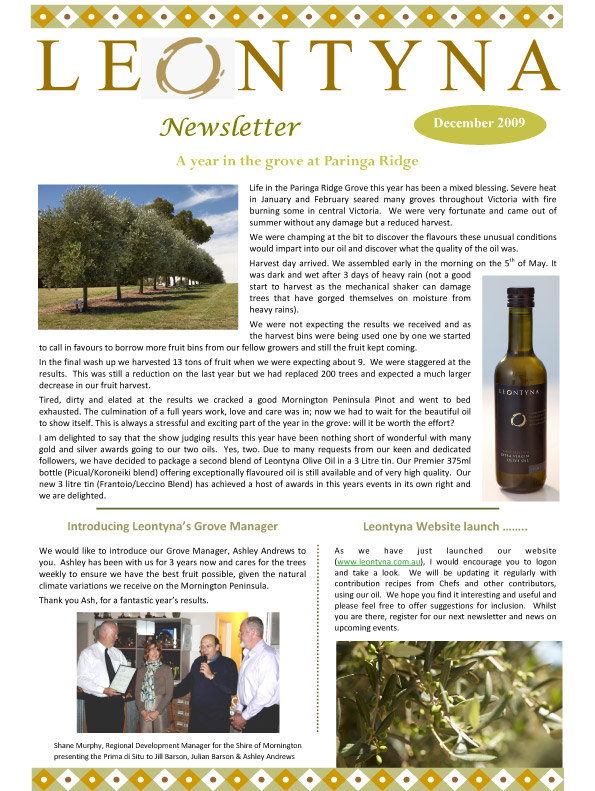 LEONTYNA
Newsletter
December 2009
A year in the grove at Paringa Ridge
Life in the Paringa Ridge Grove this year has been a mixed blessing. Severe heat
in January and February seared many groves throughout Victoria with fire
burning some in central Victoria. We were very fortunate and came out of
summer without any damage but a reduced harvest.
We were champing at the bit to discover the flavours these unusual conditions
would impart into our oil and discover what the quality of the oil was.
Harvest day arrived. We assembled early in the morning on the 5th of May. It
was dark and wet after 3 days of heavy rain (not a good
start to harvest as the mechanical shaker can damage
trees that have gorged themselves on moisture from
heavy rains).
We were not expecting the results we received and as
the harvest bins were being used one by one we started
to call in favours to borrow more fruit bins from our fellow growers and still the fruit kept coming.
In the final wash up we harvested 13 tons of fruit when we were expecting about 9. We were staggered at the
results. This was still a reduction on the last year but we had replaced 200 trees and expected a much larger
decrease in our fruit harvest.
Tired, dirty and elated at the results we cracked a good Mornington Peninsula Pinot and went to bed
exhausted. The culmination of a full years work, love and care was in; now we had to wait for the beautiful oil
to show itself. This is always a stressful and exciting part of the year in the grove: will it be worth the effort?
I am delighted to say that the show judging results this year have been nothing short of wonderful with many
gold and silver awards going to our two oils. Yes, two. Due to many requests from our keen and dedicated
followers, we have decided to package a second blend of Leontyna Olive Oil in a 3 Litre tin. Our Premier 375ml
bottle (Picual/Koroneiki blend) offering exceptionally flavoured oil is still available and of very high quality. Our
new 3 litre tin (Frantoio/Leccino Blend) has achieved a host of awards in this years events in its own right and
we are delighted.
LEONTYNA
EXTRA VIRGIN
OLIVE OIL
Introducing Leontyna's Grove Manager
We would like to introduce our Grove Manager, Ashley Andrews to
you. Ashley has been with us for 3 years now and cares for the trees
weekly to ensure we have the best fruit possible, given the natural
climate variations we receive on the Mornington Peninsula.
Thank you Ash, for a fantastic year's results.
Shane Murphy, Regional Development Manager for the Shire of Mornington
presenting the Prima di Situ to Jill Barson, Julian Barson & Ashley Andrews
Leontyna Website launch ........
As we have just launched our website
(www.leontyna.com.au), I would encourage you to logon
and take a look. We will be updating it regularly with
contribution recipes from Chefs and other contributors,
using our oil. We hope you find it interesting and useful and
please feel free to offer suggestions for inclusion. Whilst
you are there, register for our next newsletter and news on
upcoming events.